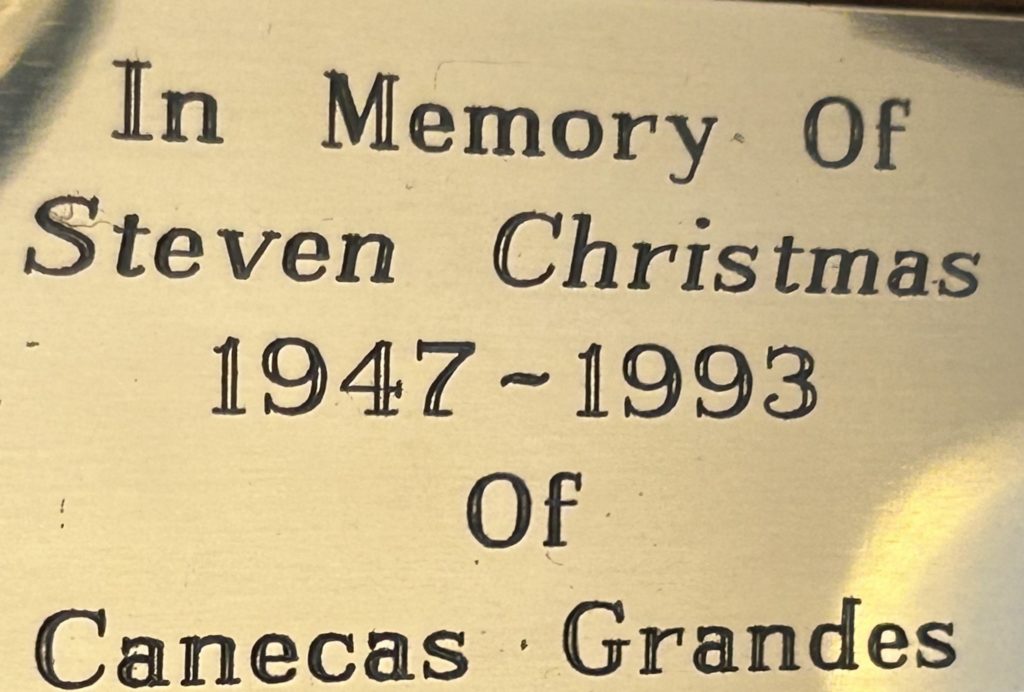 In Memory Of
Steven Christmas
1947~1993
Of
Canecas Grandes